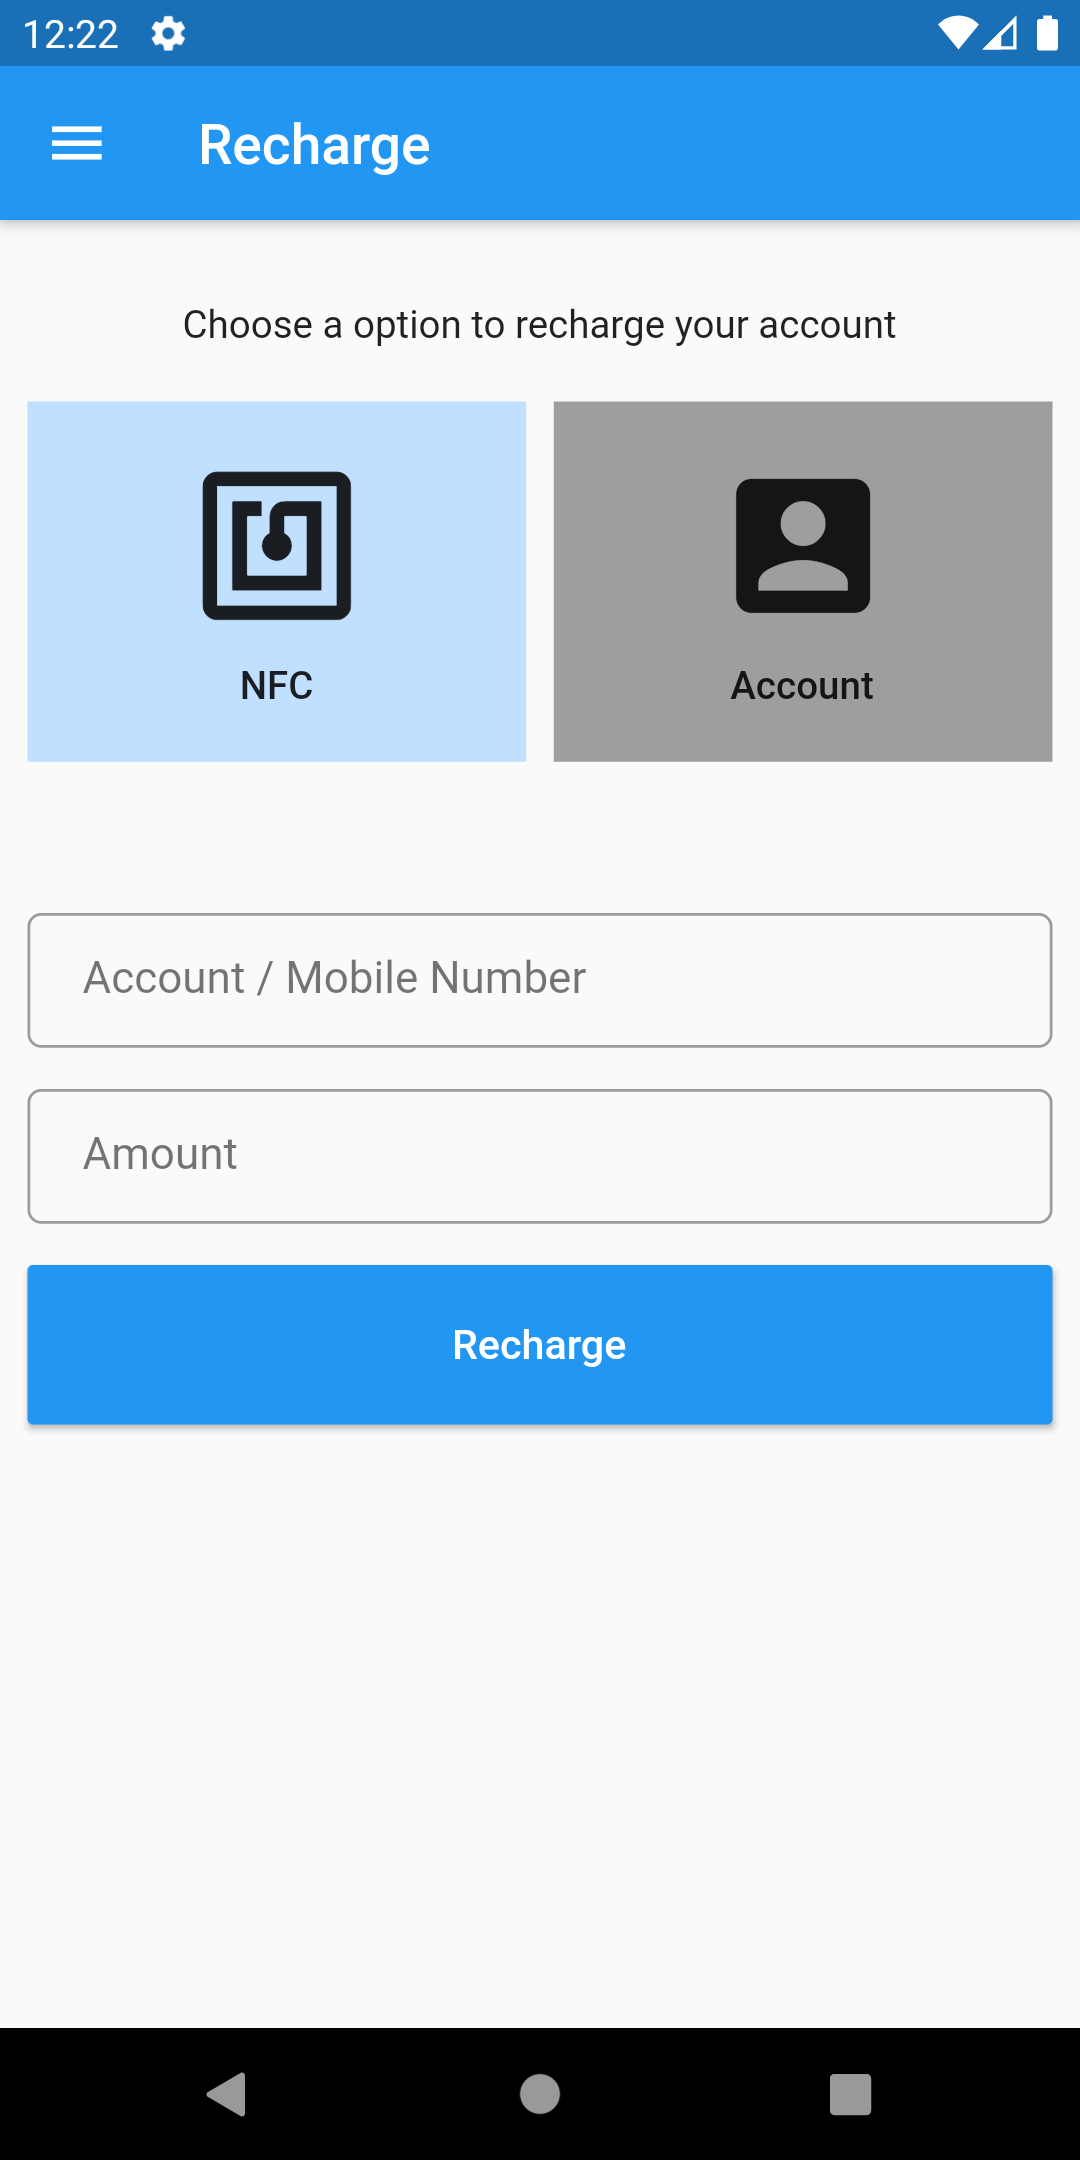 12:22
Recharge
Choose a option to recharge your account
NFC
Account
Account / Mobile Number
Amount
Recharge